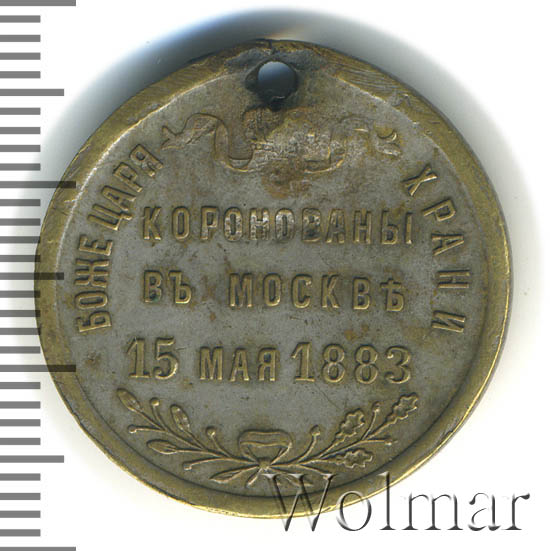 БОЖЕ ЦАРЯ ХРАНИ
КОРОНОВАНЫ
ВЪ МОСКВѢ
15 МАЯ 1883
Wolmar